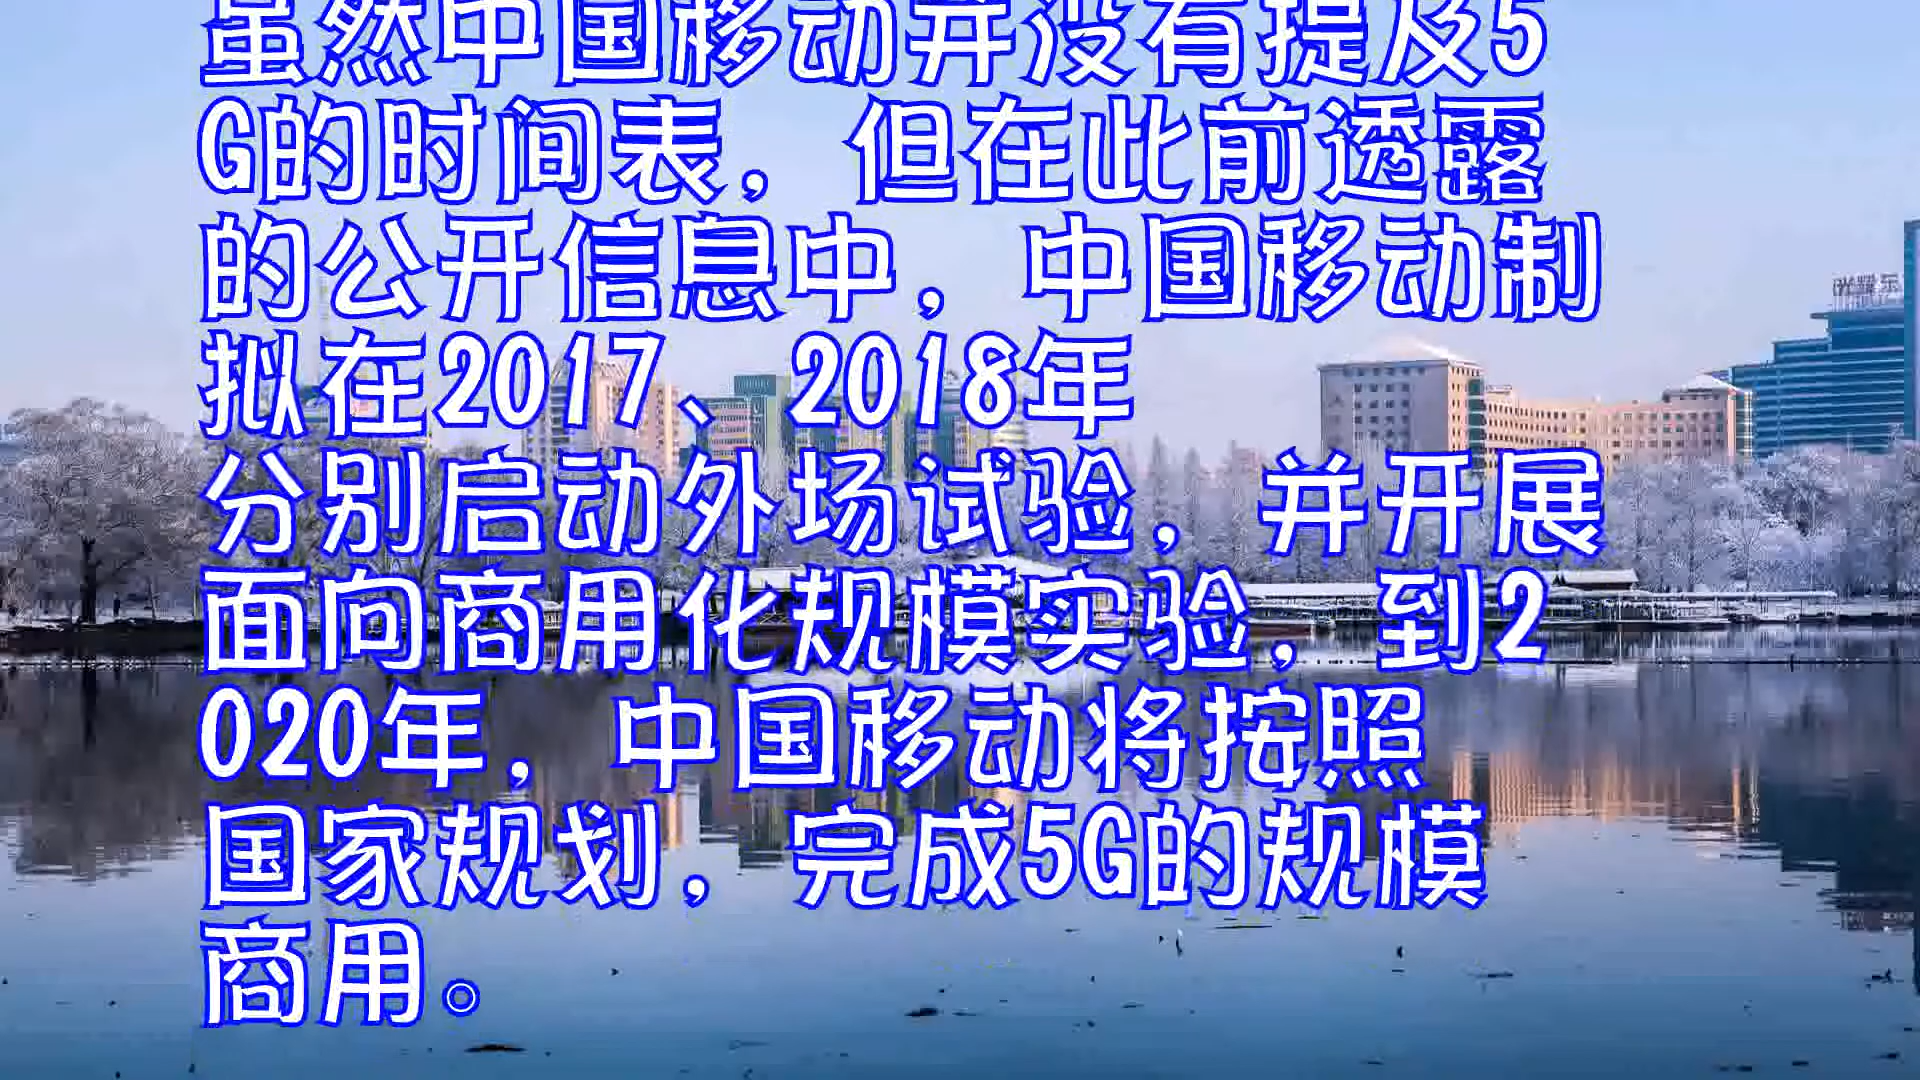 虽然中国移动并没有提及5
G的时间表，但在此前透露
的公开信息中，中国移动制
拟在2017、2018年
分别启动外场试验，并开展
面向商用化规模实验，到2
020年，中国移动将按照
国家规划，完成5G的规模
商用。